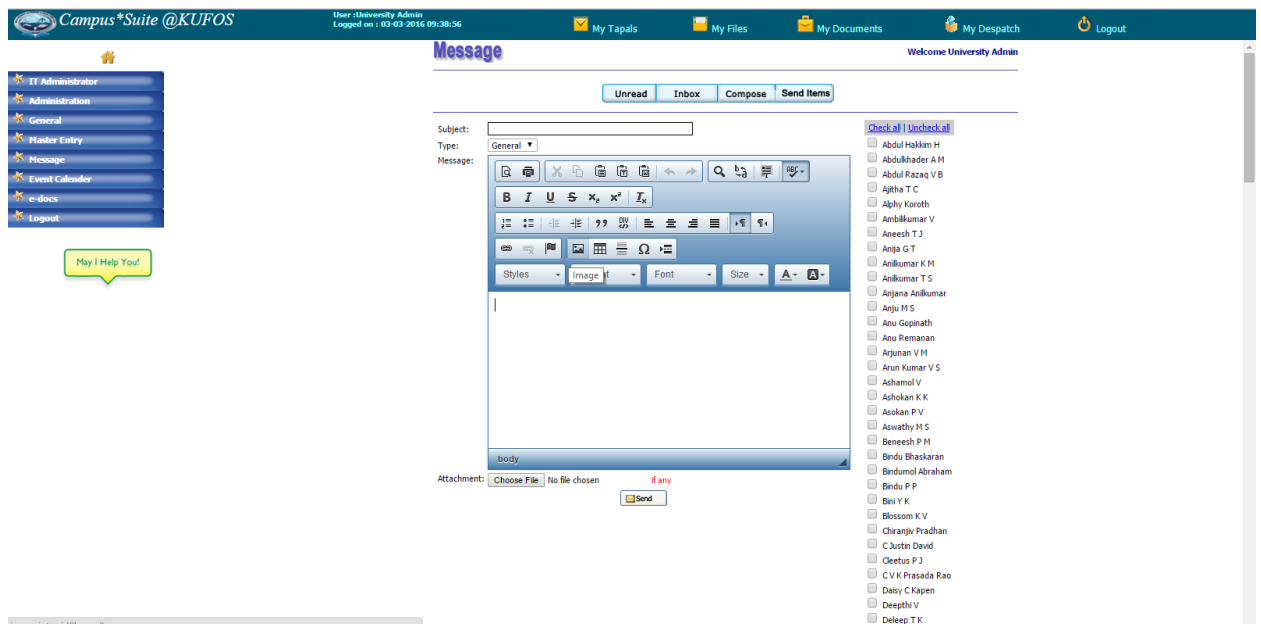 Campus*Suite @KUFOS
User :University Admin
Logged on : 03-03-2016 09:38:56
My Tapals
My Files
My Documents
My Despatch
Logout
Message
Welcome University Admin
IT Administrator
Administration
General
Master Entry
Message
Event Calender
e-docs
Logout
May I Help You!
Unread Inbox Compose Send Items
Subject:
Type: General
Message:
Styles
Image
Font
Size
body
Attachment: Choose File No file chosen if any
Send
Check all | Uncheck all
Abdul Hakkim H
Abdulkhader A M
Abdul Razaq V B
Ajitha T C
Alphy Koroth
Ambilikumar V
Aneesh T J
Anija G T
Anilkumar K M
Anilkumar T S
Anjana Anilkumar
Anju M S
Anu Gopinath
Anu Remanan
Arjunan V M
Arun Kumar V S
Ashamol V
Ashokan K K
Asokan P V
Aswathy M S
Beneesh P M
Bindu Bhaskaran
Bindumol Abraham
Bindu P P
Bini Y K
Blossom K V
Chiranjiv Pradhan
C Justin David
Cleetus P J
C V K Prasada Rao
Daisy C Kapen
Deepthi V
Deleep T K